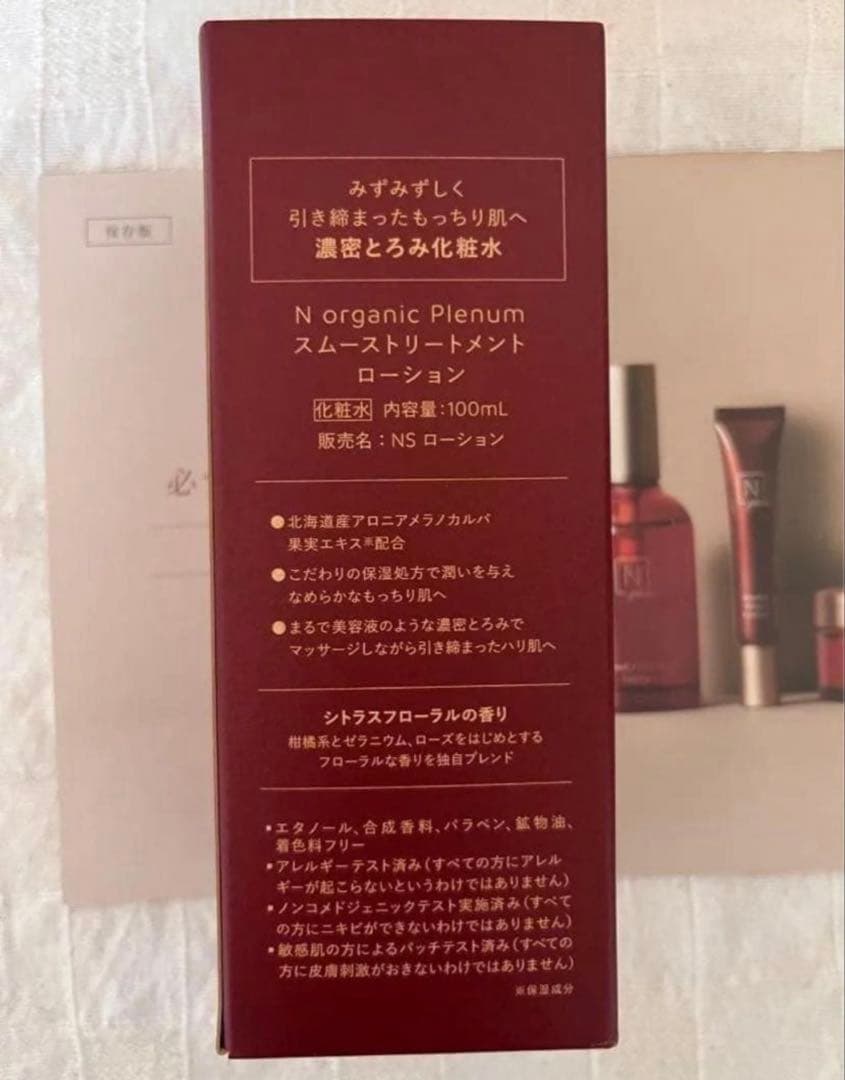 みずみずしく
引き締まったもっちり肌へ
濃密とろみ化粧水
N organic Plenum
スムーストリートメント
ローション
化粧水 内容量:100mL
販売名:NS ローション
●北海道産アロニアメラノカルパ
果実エキス※配合
●こだわりの保湿処方で潤いを与え
なめらかなもっちり肌へ
●まるで美容液のような濃密とろみで
マッサージしながら引き締まったハリ肌へ
シトラスフローラルの香り
柑橘系とゼラニウム、ローズをはじめとする
フローラルな香りを独自ブレンド
▪エタノール、合成香料、パラベン、鉱物油、
着色料フリー
▪アレルギーテスト済み(すべての方にアレル
ギーが起こらないというわけではありません)
▪ノンコメドジェニックテスト実施済み(すべて
の方にニキビができないわけではありません)
▪敏感肌の方によるパッチテスト済み(すべての
方に皮膚刺激がおきないわけではありません)
※保湿成分
保存版
必
N
N